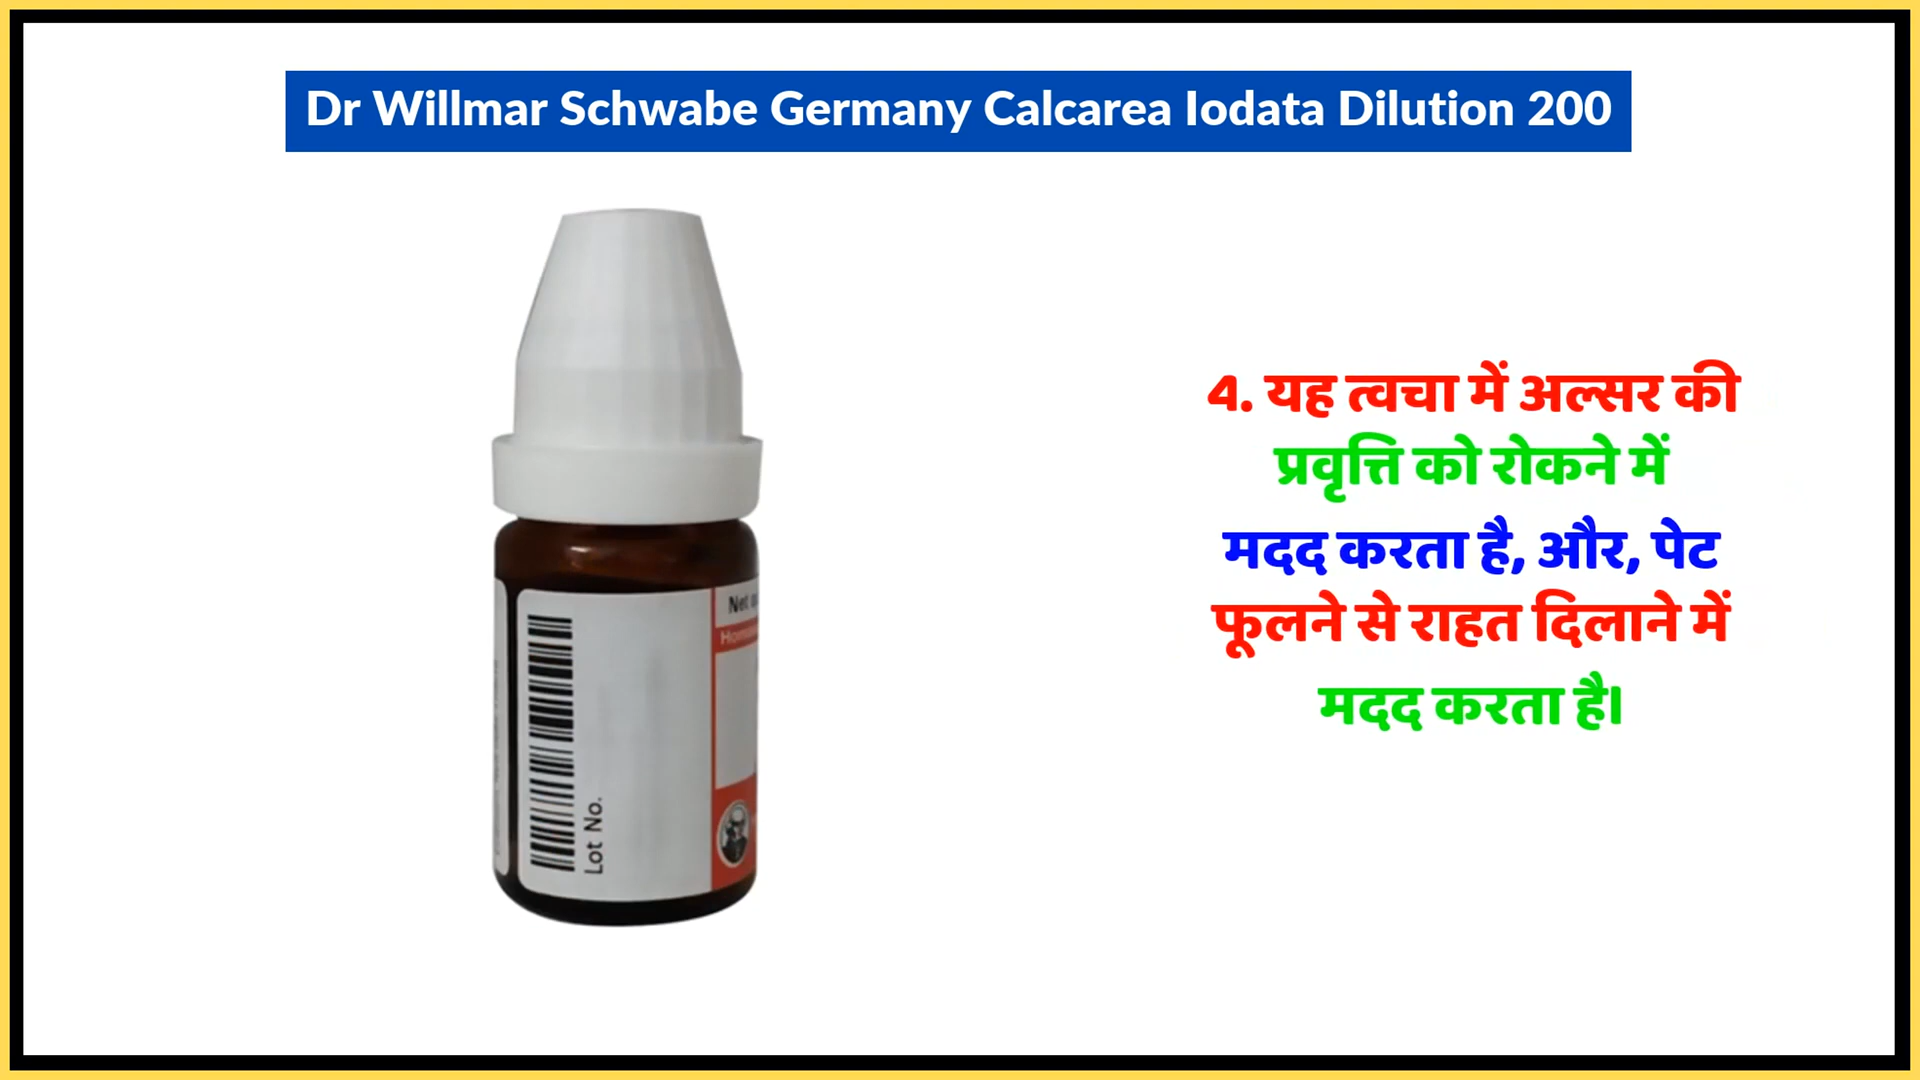 Dr Willmar Schwabe Germany Calcarea Iodata Dilution 200
4. यह त्वचा में अल्सर की
प्रवृत्ति को रोकने में
मदद करता है, और, पेट
फूलने से राहत दिलाने में
मदद करता है।
Net
Lot No.